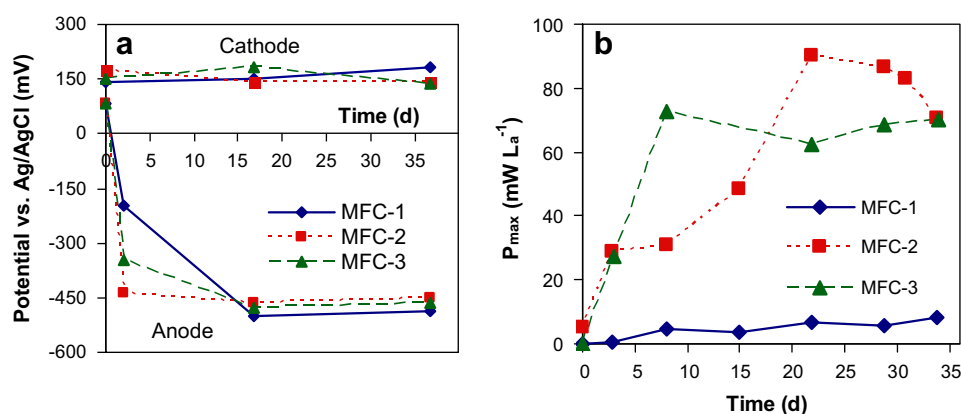 a
Cathode
Potential vs. Ag/AgCl (mV)
300
150
0
-150
-300
-450
-600
Time (d)
0 5 10 15 20 25 30 35
MFC-1
MFC-2
MFC-3
Anode
b
Pmax (mW La-1)
100
80
60
40
20
0
MFC-1
MFC-2
MFC-3
0 5 10 15 20 25 30 35
Time (d)